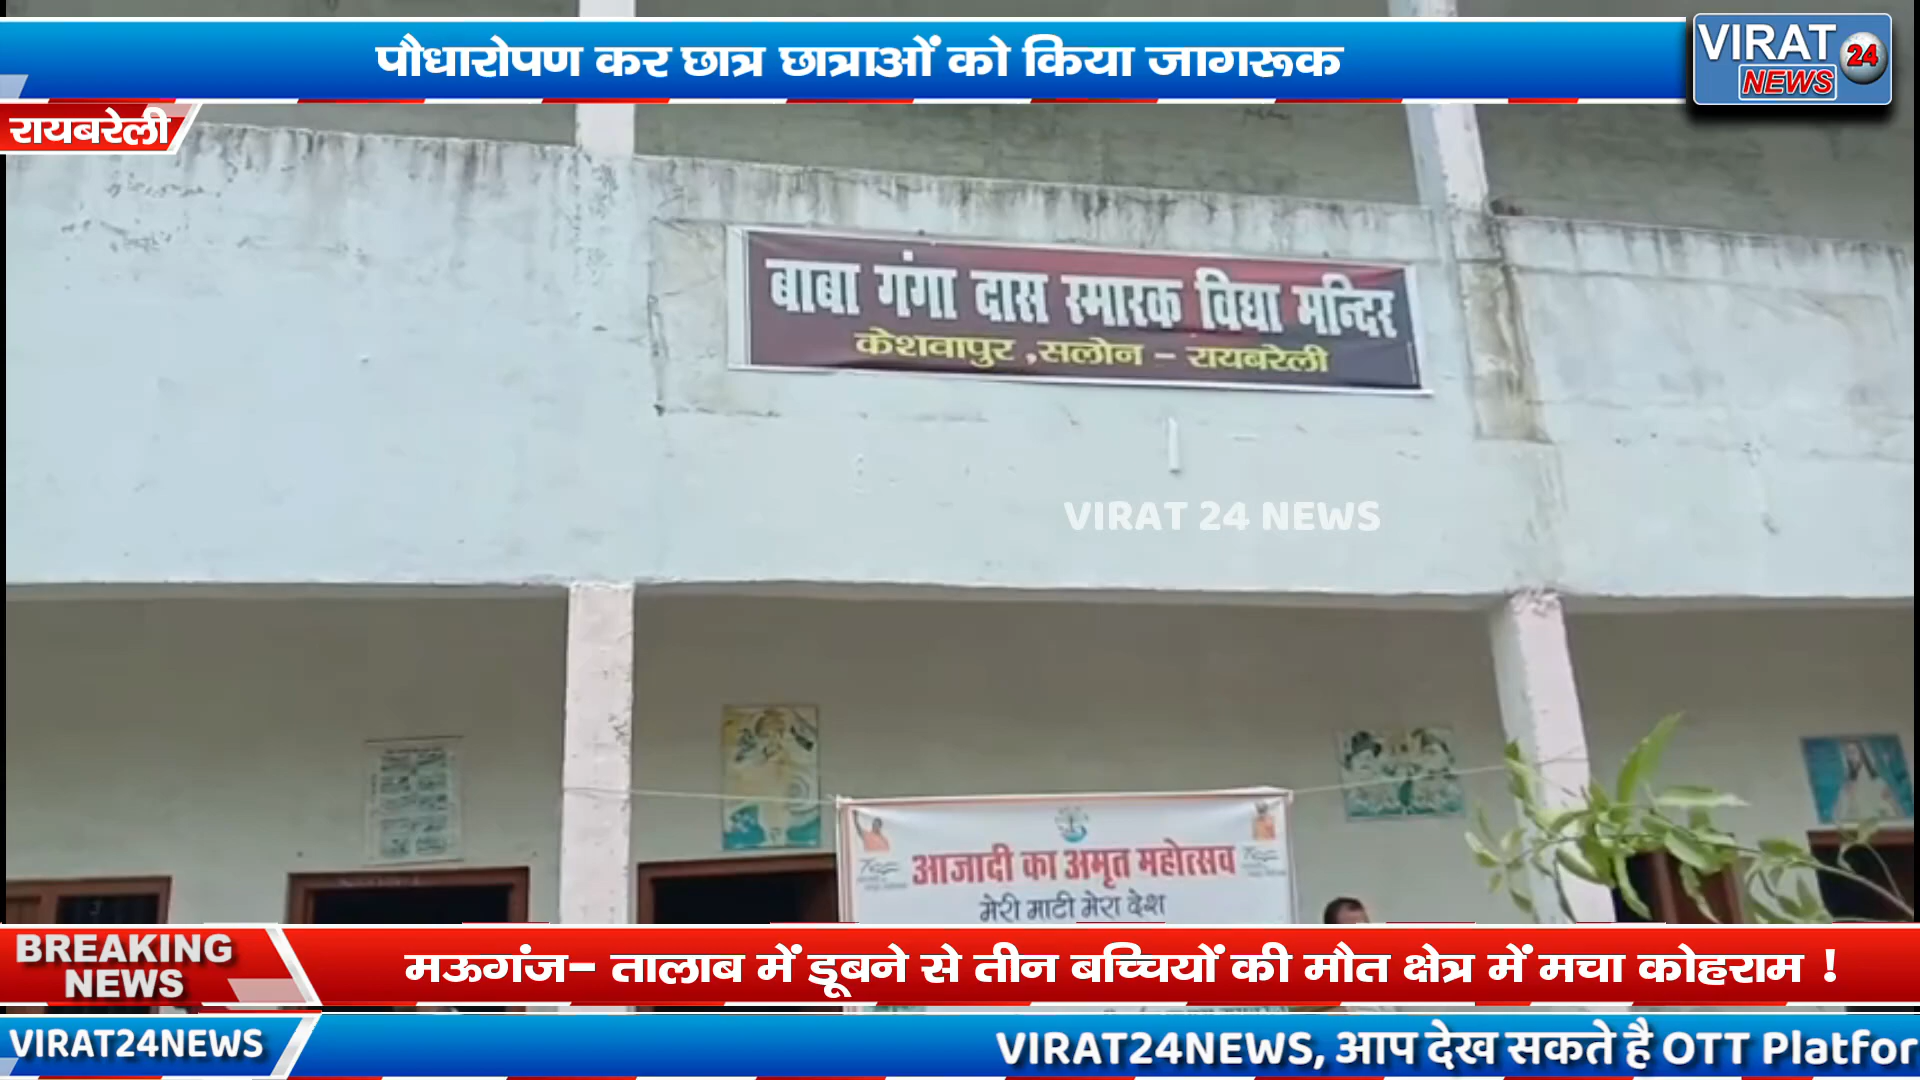 पौधारोपण कर छात्र छात्राओं को किया जागरूक
VIRAT 24
NEWS
रायबरेली
बाबा गंगा दास स्मारक विद्या मन्दिर
केशवापुर ,सलोन - रायबरेली
VIRAT 24 NEWS
आजादी का अमृत महोत्सव
मेरी माटी मेरा देश
BREAKING
NEWS
मऊगंज- तालाब में डूबने से तीन बच्चियों की मौत क्षेत्र में मचा कोहराम !
VIRAT24NEWS
VIRAT24NEWS, आप देख सकते है OTT Platfor